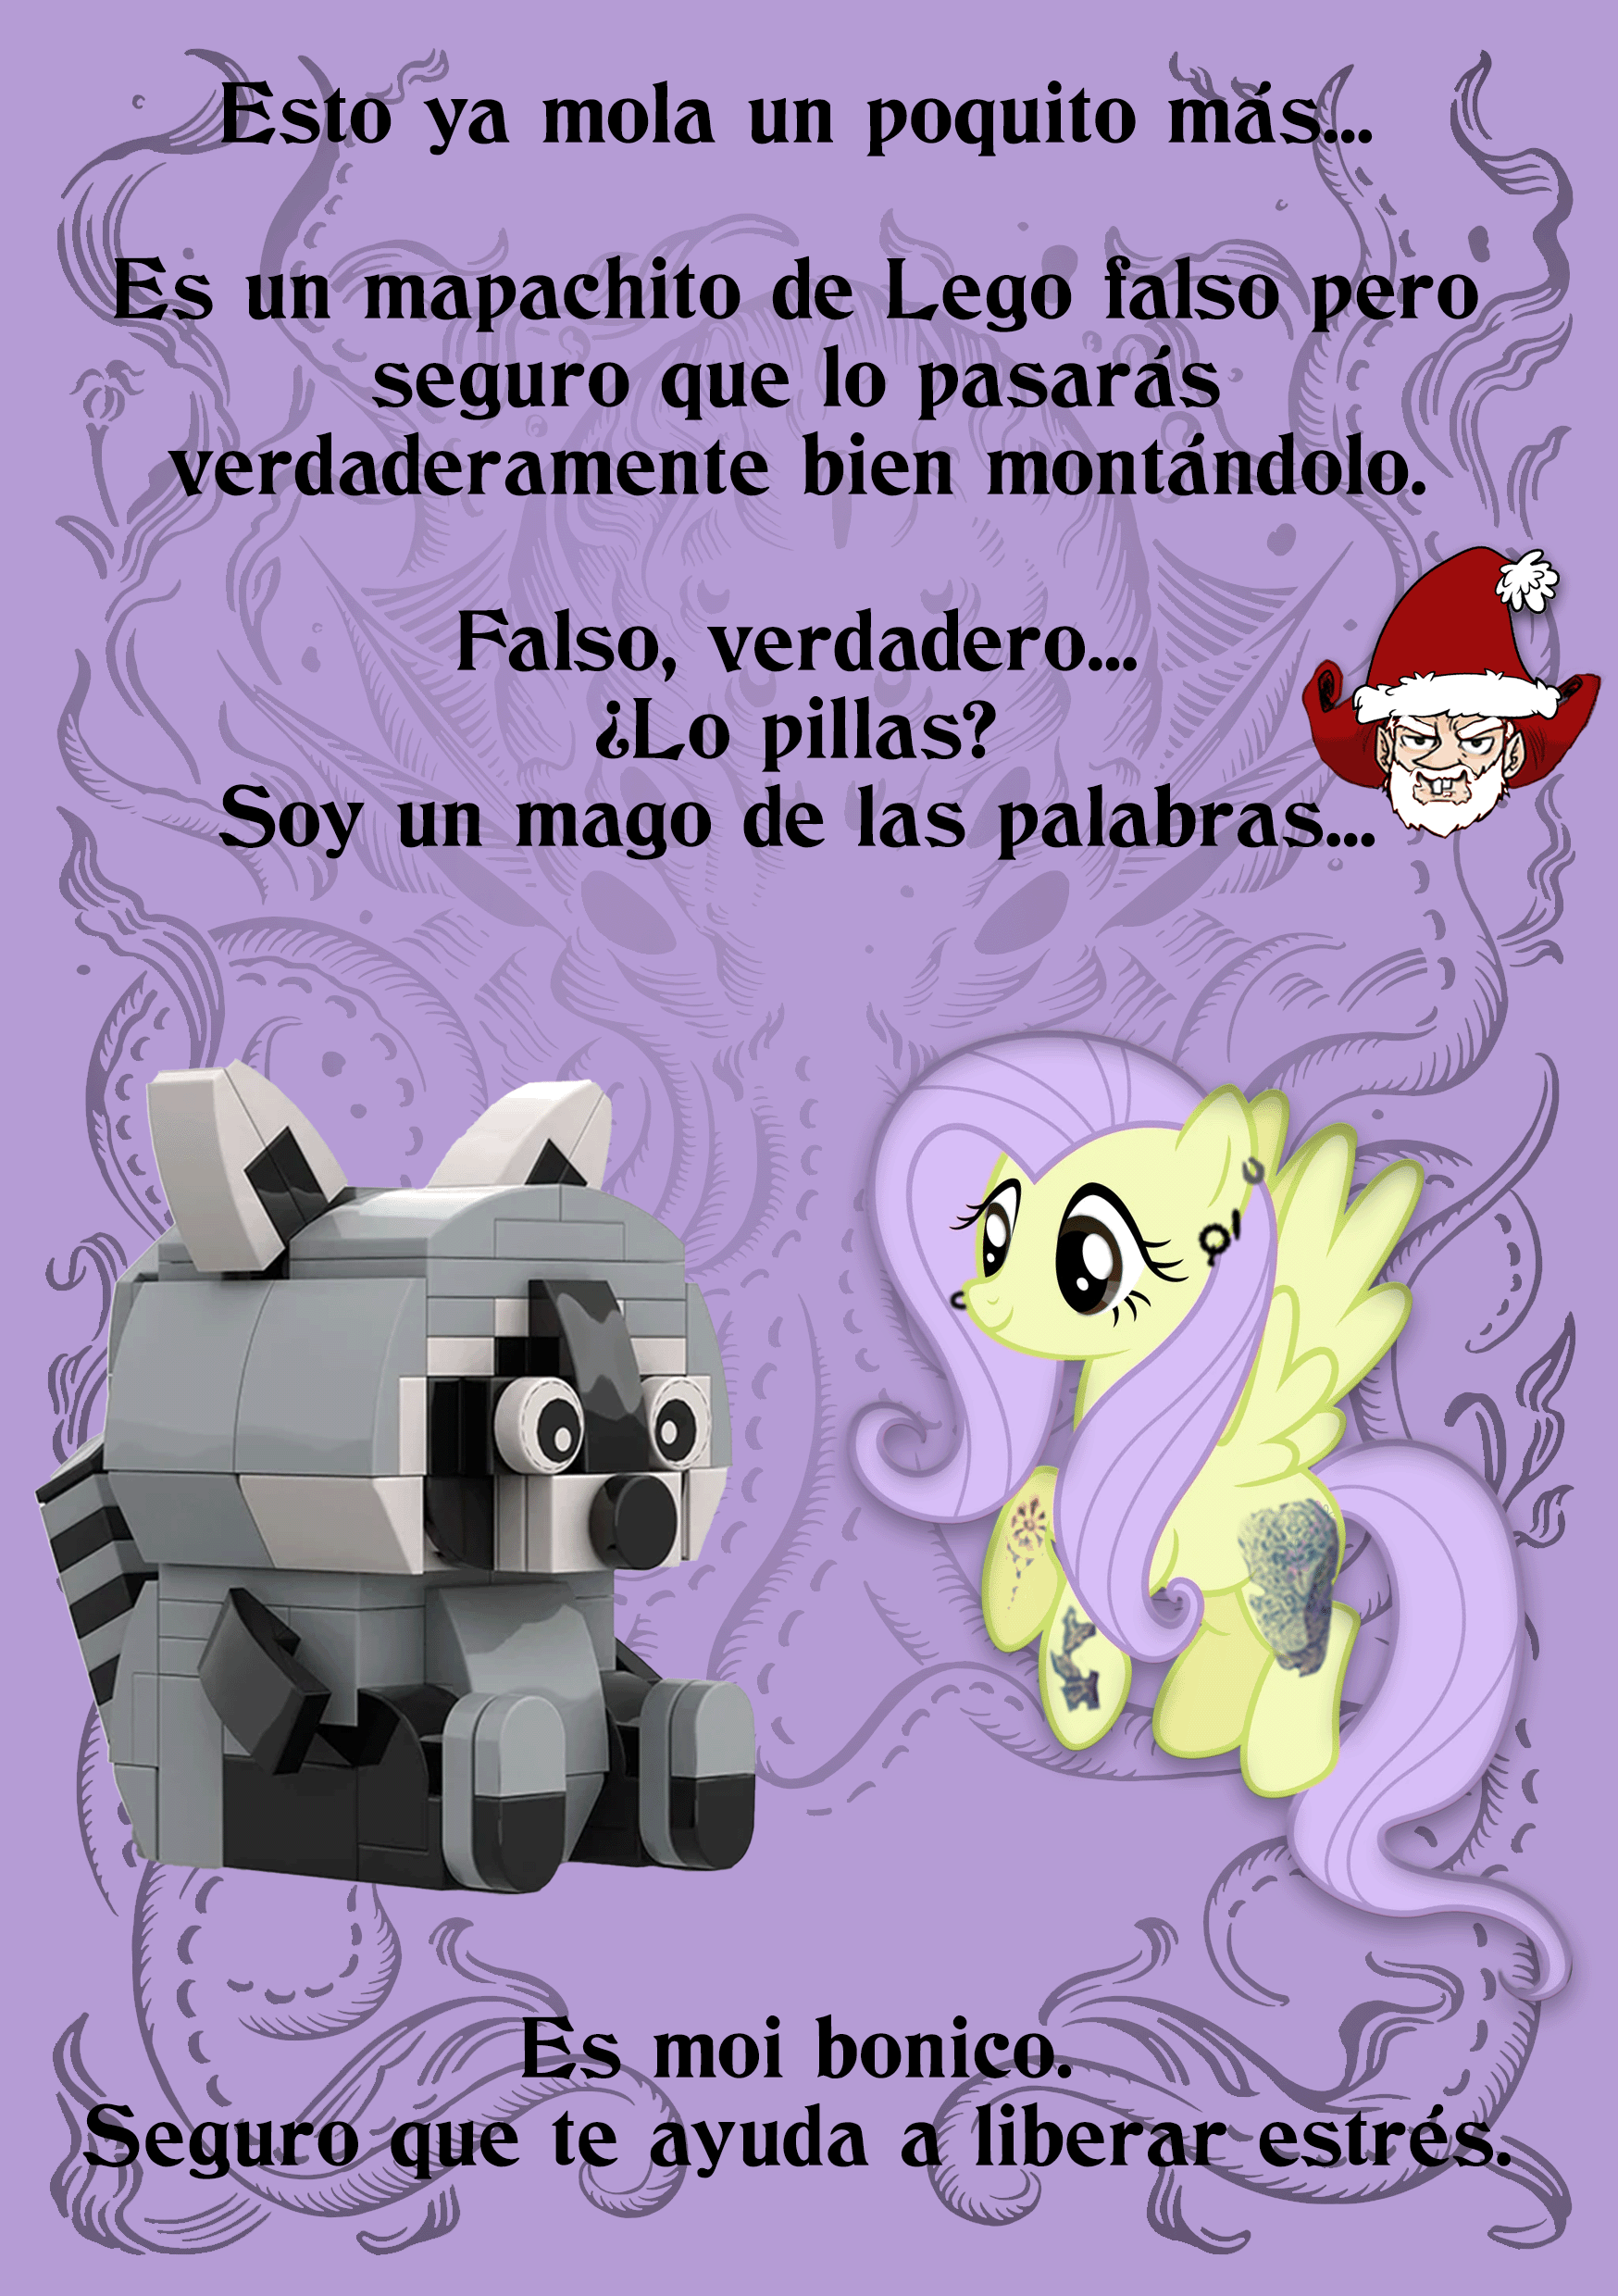 Esto ya mola un poquito más...
Es un mapachito de Lego falso pero
seguro que lo pasarás
verdaderamente bien montándolo.
Falso, verdadero...
¿Lo pillas?
Soy un mago de las palabras...
Es moi bonico.
Seguro que te ayuda a liberar estrés.